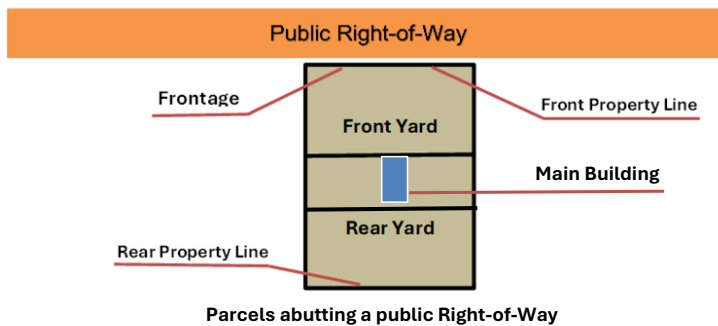 Public Right-of-Way
Frontage
Front Property Line
Front Yard
Main Building
Rear Yard
Rear Property Line
Parcels abutting a public Right-of-Way